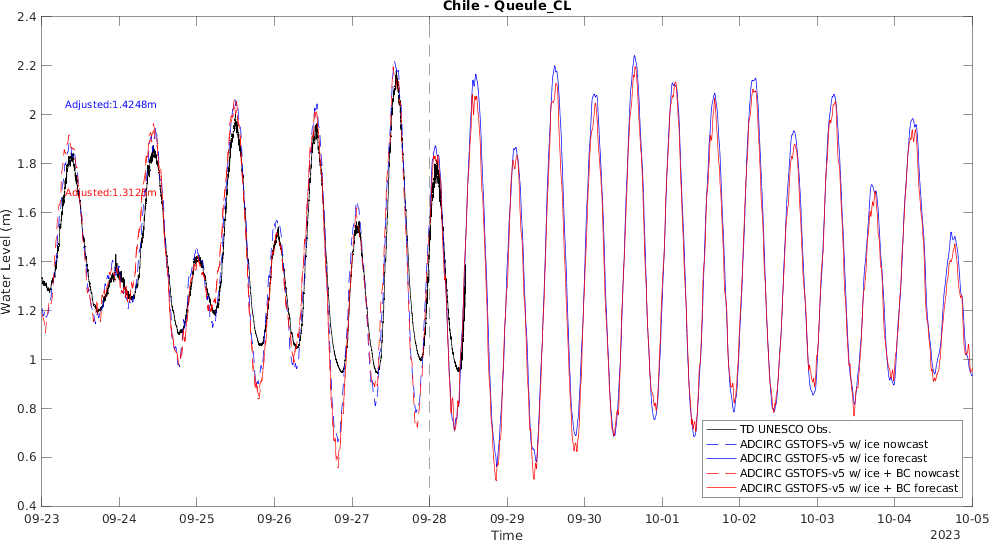 Chile - Queule_CL
2.4
2.2
2
1.8
1.6
1.4
1.2
1
0.8
0.6
0.4
Water Level (m)
Adjusted:1.4248m
Adjusted:1.3125m
TD UNESCO Obs.
ADCIRC GSTOFS-v5 w/ ice nowcast
ADCIRC GSTOFS-v5 w/ ice forecast
ADCIRC GSTOFS-v5 w/ ice + BC nowcast
ADCIRC GSTOFS-v5 w/ ice + BC forecast
09-23 09-24 09-25 09-26 09-27 09-28 09-29 09-30 10-01 10-02 10-03 10-04 10-05
Time
2023